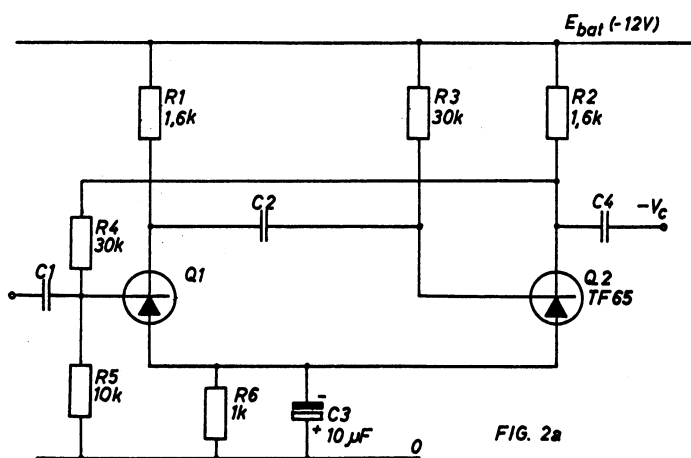 E_bat (-12V)
R1
1,6k
R3
30k
R2
1,6k
R4
30k
C2
C4
-V_c
C1
Q1
Q2
TF65
R5
10k
R6
1k
-
C3
+ 10 µF
0
FIG. 2a